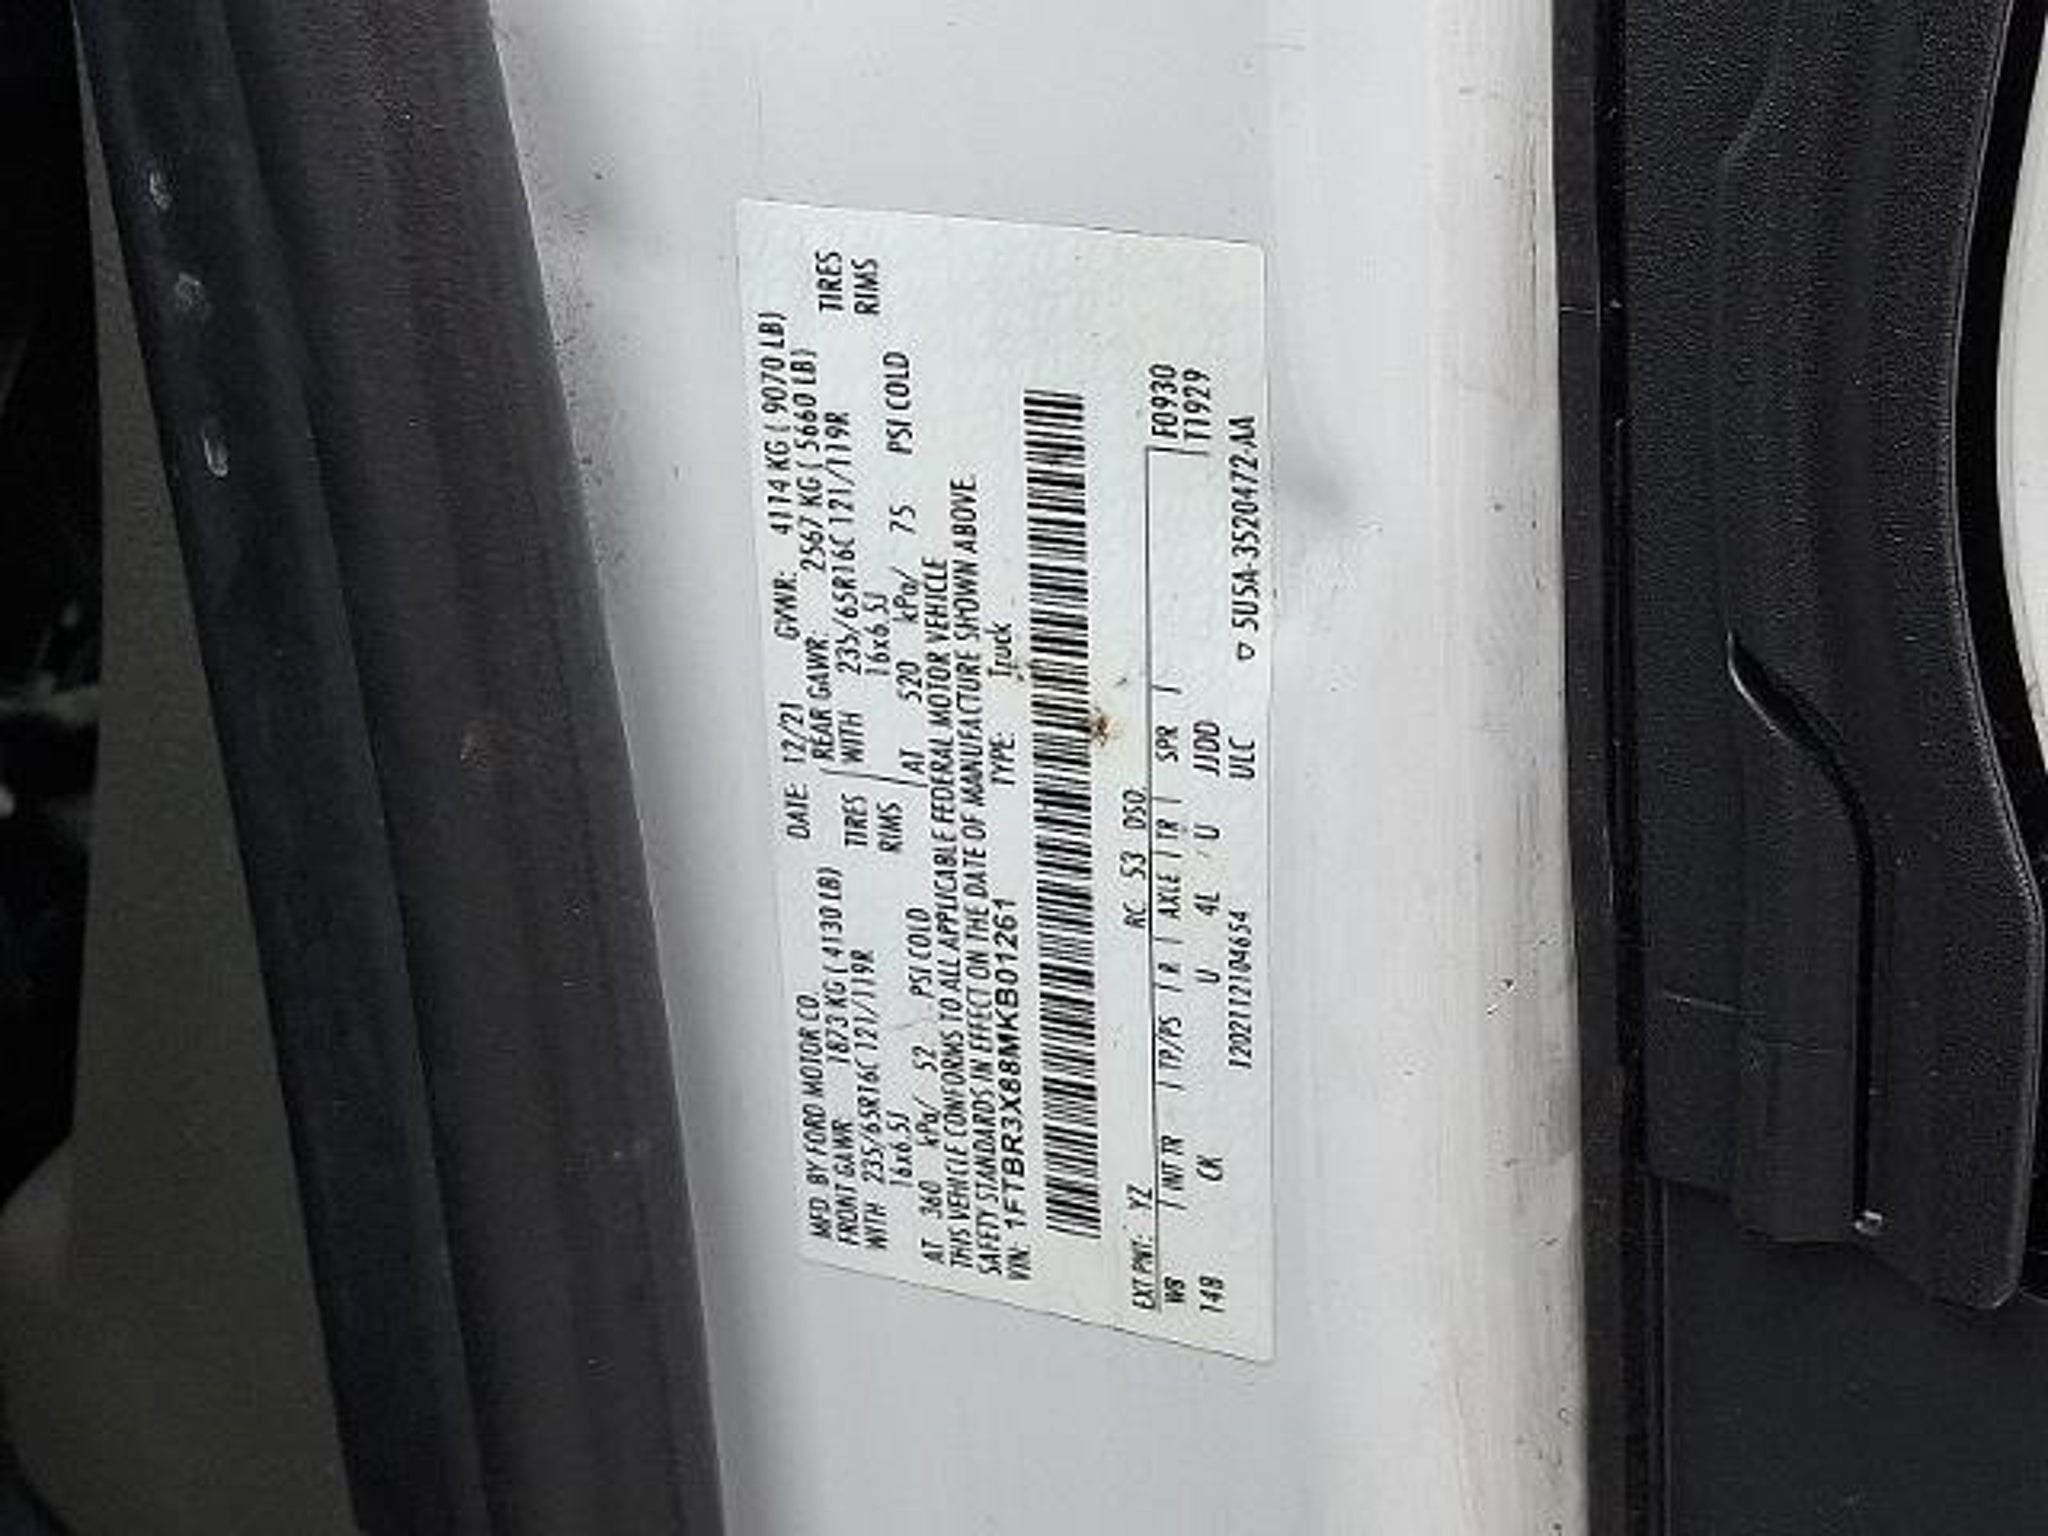 MFD BY FORD MOTOR CO. DATE: 12/21 GVWR: 4114 KG ( 9070 LB)
FRONT GAWR: 1873 KG ( 4130 LB) REAR GAWR: 2567 KG ( 5660 LB)
WITH 235/65R16C 121/119R TIRES WITH 235/65R16C 121/119R TIRES
16x6.5J RIMS 16x6.5J RIMS
AT 360 kPa/ 52 PSI COLD AT 520 kPa/ 75 PSI COLD
THIS VEHICLE CONFORMS TO ALL APPLICABLE FEDERAL MOTOR VEHICLE
SAFETY STANDARDS IN EFFECT ON THE DATE OF MANUFACTURE SHOWN ABOVE.
VIN: 1FTBR3X88MKB01261 TYPE: Truck
EXT PNT: YZ RC: 53 DSO: F0930
WB INT TR TP/PS R AXLE TR SPR T1929
148 CK U 4L U JJDD
12021121104654 ULC ▽ 5U5A-3520472-AA